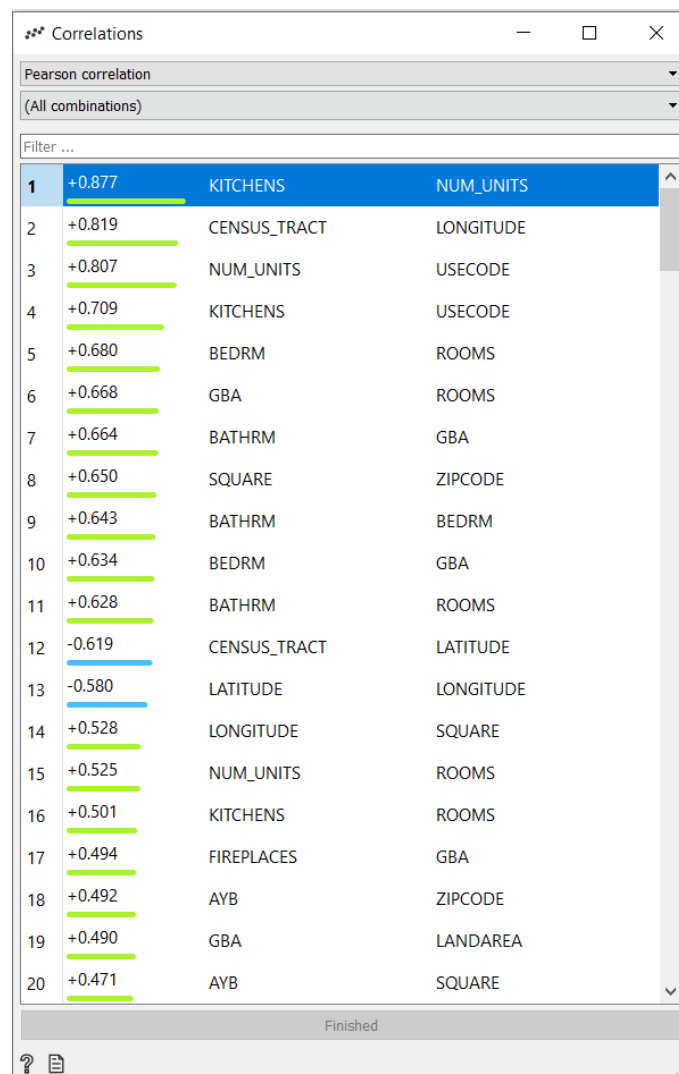 Correlations
Pearson correlation
(All combinations)
Filter ...
1 +0.877 KITCHENS NUM_UNITS
2 +0.819 CENSUS_TRACT LONGITUDE
3 +0.807 NUM_UNITS USECODE
4 +0.709 KITCHENS USECODE
5 +0.680 BEDRM ROOMS
6 +0.668 GBA ROOMS
7 +0.664 BATHRM GBA
8 +0.650 SQUARE ZIPCODE
9 +0.643 BATHRM BEDRM
10 +0.634 BEDRM GBA
11 +0.628 BATHRM ROOMS
12 -0.619 CENSUS_TRACT LATITUDE
13 -0.580 LATITUDE LONGITUDE
14 +0.528 LONGITUDE SQUARE
15 +0.525 NUM_UNITS ROOMS
16 +0.501 KITCHENS ROOMS
17 +0.494 FIREPLACES GBA
18 +0.492 AYB ZIPCODE
19 +0.490 GBA LANDAREA
20 +0.471 AYB SQUARE
Finished
?